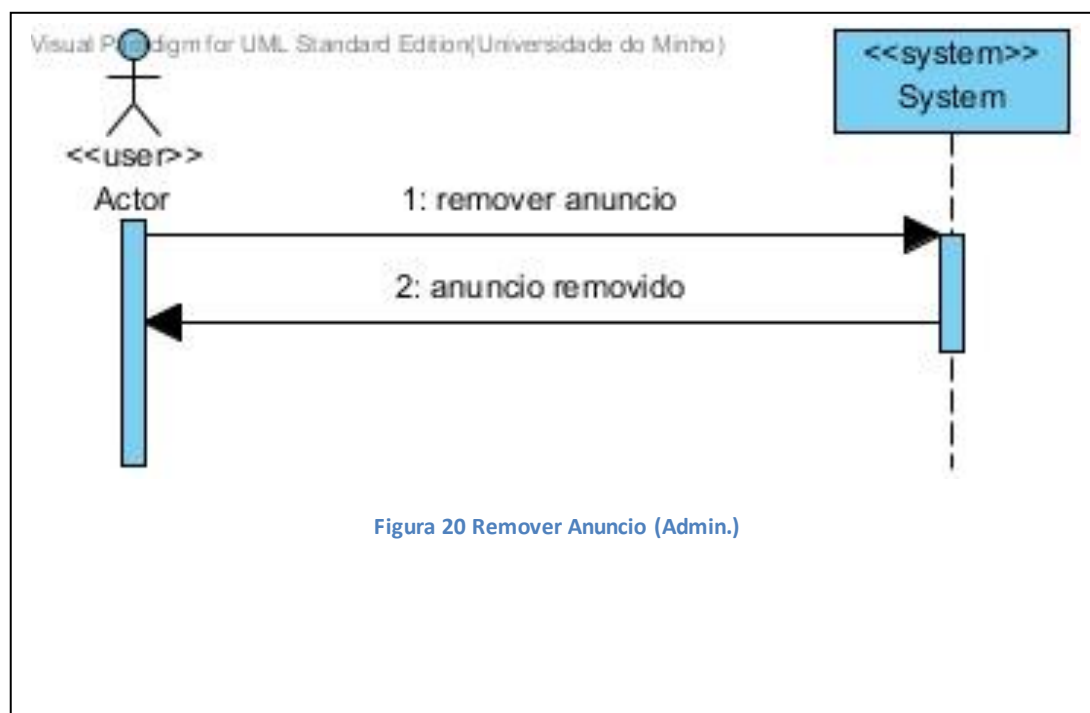 Visual Paradigm for UML Standard Edition(Universidade do Minho)
<<system>>
System
<<user>>
Actor
1: remover anuncio
2: anuncio removido
Figura 20 Remover Anuncio (Admin.)